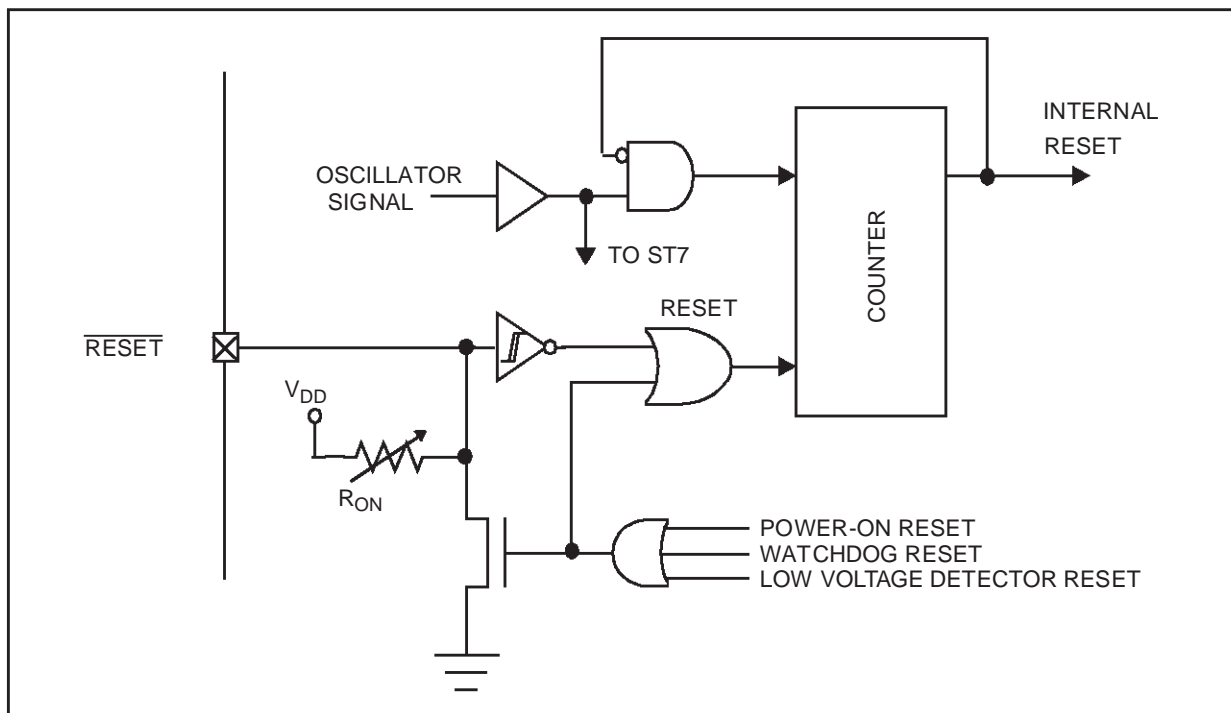 INTERNAL
RESET
OSCILLATOR
SIGNAL
TO ST7
COUNTER
RESET
RESET
VDD
RON
POWER-ON RESET
WATCHDOG RESET
LOW VOLTAGE DETECTOR RESET